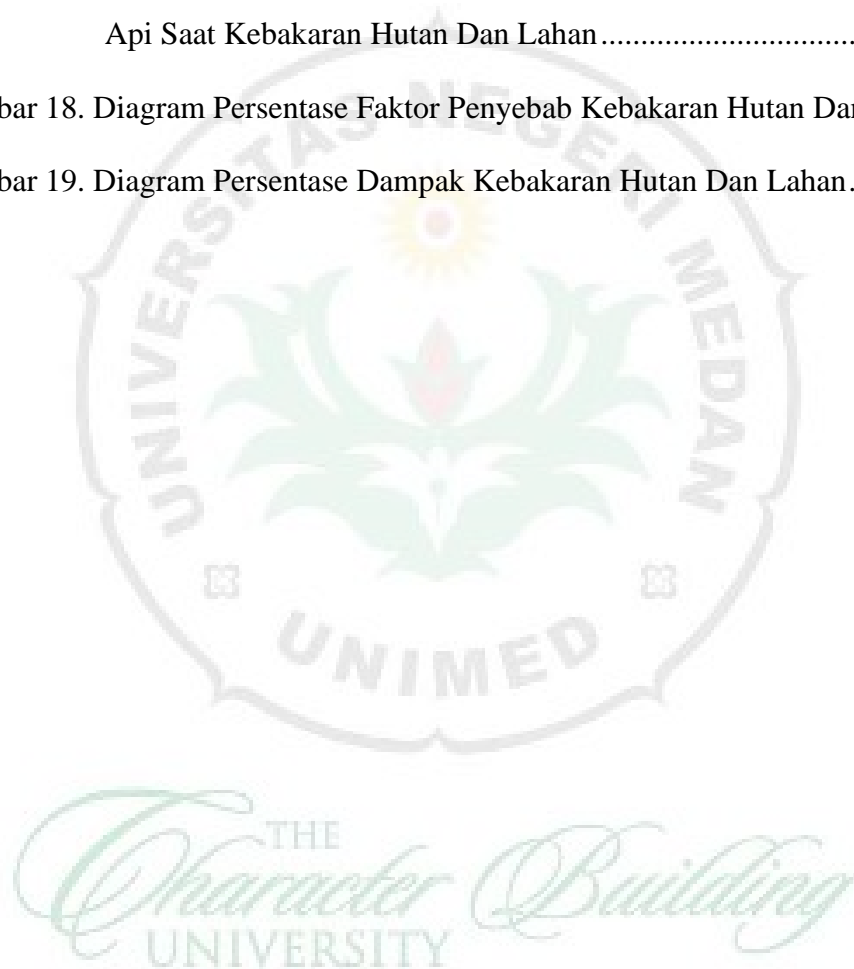 Api Saat Kebakaran Hutan Dan Lahan................................
bar 18. Diagram Persentase Faktor Penyebab Kebakaran Hutan Dan
bar 19. Diagram Persentase Dampak Kebakaran Hutan Dan Lahan.
UNIVERSITAS NEGERI MEDAN
UNIMED
THE
Character Building
UNIVERSITY